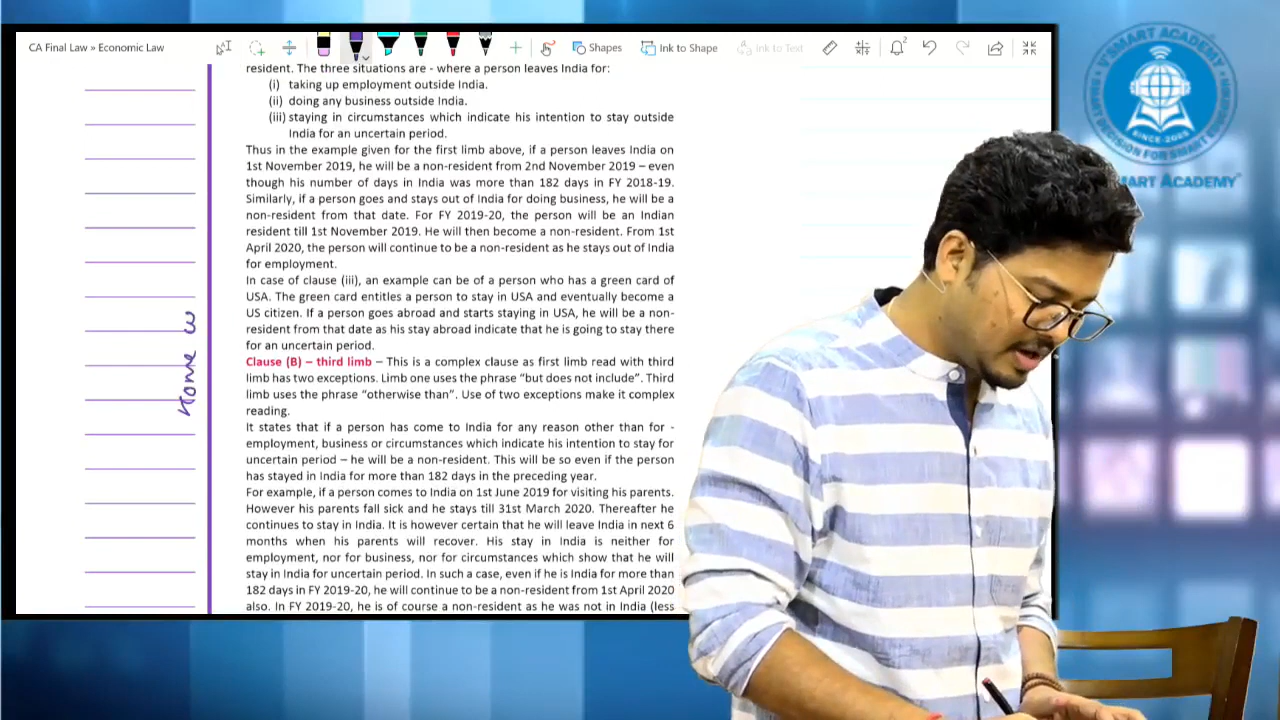 CA Final Law » Economic Law
Shapes
Ink to Shape
Ink to Text
2
resident. The three situations are - where a person leaves India for:
(i) taking up employment outside India.
(ii) doing any business outside India.
(iii) staying in circumstances which indicate his intention to stay outside
India for an uncertain period.
Thus in the example given for the first limb above, if a person leaves India on
1st November 2019, he will be a non-resident from 2nd November 2019 – even
though his number of days in India was more than 182 days in FY 2018-19.
Similarly, if a person goes and stays out of India for doing business, he will be a
non-resident from that date. For FY 2019-20, the person will be an Indian
resident till 1st November 2019. He will then become a non-resident. From 1st
April 2020, the person will continue to be a non-resident as he stays out of India
for employment.
In case of clause (iii), an example can be of a person who has a green card of
USA. The green card entitles a person to stay in USA and eventually become a
US citizen. If a person goes abroad and starts staying in USA, he will be a non-
resident from that date as his stay abroad indicate that he is going to stay there
for an uncertain period.
Clause (B) – third limb – This is a complex clause as first limb read with third
limb has two exceptions. Limb one uses the phrase “but does not include”. Third
limb uses the phrase “otherwise than”. Use of two exceptions make it complex
reading.
It states that if a person has come to India for any reason other than for -
employment, business or circumstances which indicate his intention to stay for
uncertain period – he will be a non-resident. This will be so even if the person
has stayed in India for more than 182 days in the preceding year.
For example, if a person comes to India on 1st June 2019 for visiting his parents.
However his parents fall sick and he stays till 31st March 2020. Thereafter he
continues to stay in India. It is however certain that he will leave India in next 6
months when his parents will recover. His stay in India is neither for
employment, nor for business, nor for circumstances which show that he will
stay in India for uncertain period. In such a case, even if he is India for more than
182 days in FY 2019-20, he will continue to be a non-resident from 1st April 2020
also. In FY 2019-20, he is of course a non-resident as he was not in India (less
Home w
V'SMART ACADEMY
SMART DECISION FOR SMART
SINCE 2025
MART ACADEMY